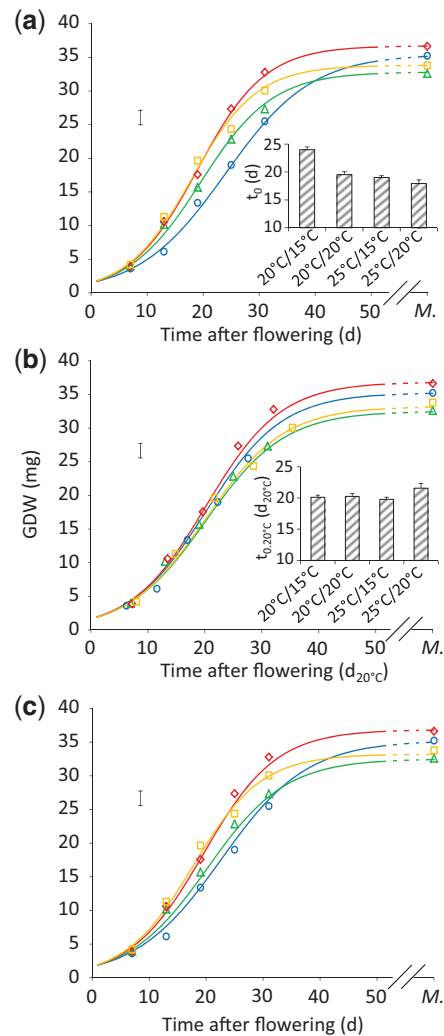 (a)
40
35
30
25
20
15
10
5
0
t0 (d)
25
20
15
10
20°C/15°C
20°C/20°C
25°C/15°C
25°C/20°C
0 10 20 30 40 50 M.
Time after flowering (d)
(b)
GDW (mg)
40
35
30
25
20
15
10
5
0
t0.20°C (d20°C)
25
20
15
10
20°C/15°C
20°C/20°C
25°C/15°C
25°C/20°C
0 10 20 30 40 50 M.
Time after flowering (d20°C)
(c)
40
35
30
25
20
15
10
5
0
0 10 20 30 40 50 M.
Time after flowering (d)